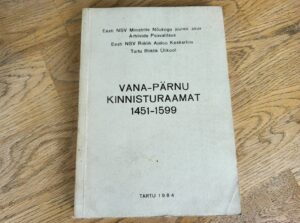 Eesti NSV Ministrite Nõukogu juures asuv
Arhiivide Peavalitsus
Eesti NSV Riiklik Ajaloo Keskarhiiv
Tartu Riiklik Ülikool
VANA-PÄRNU
KINNISTURAAMAT
1451-1599
TARTU 1984